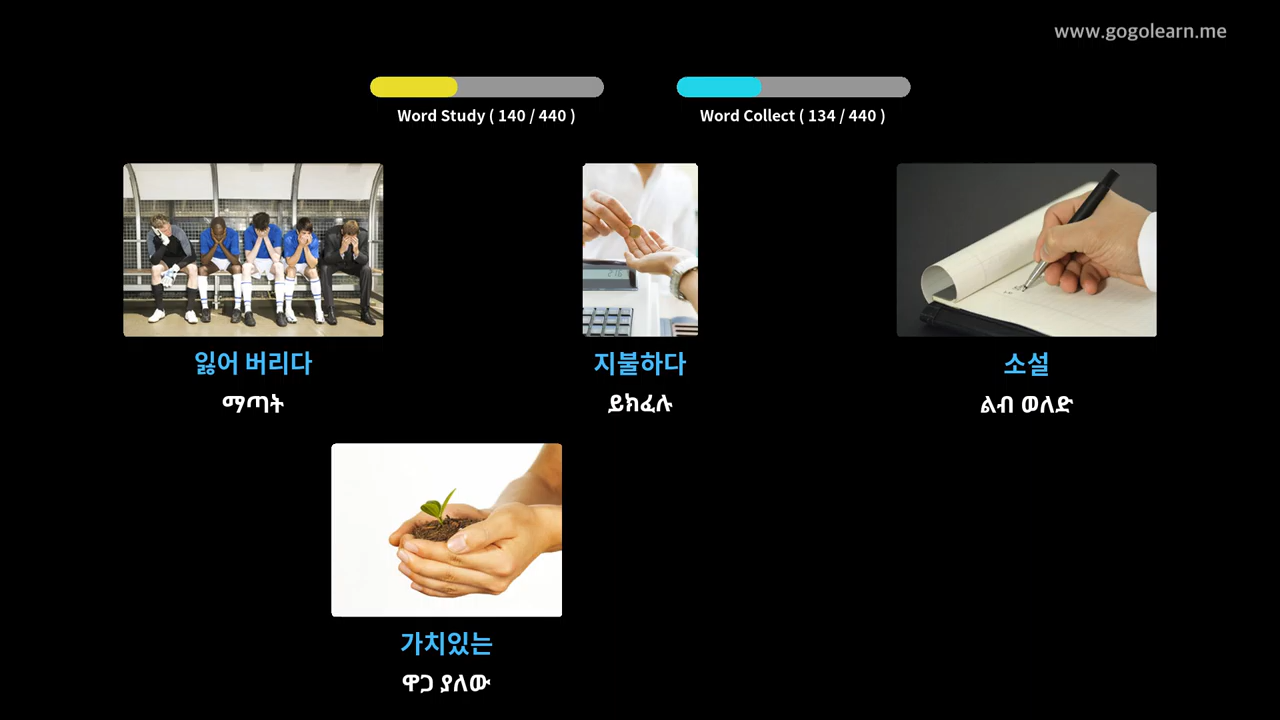 www.gogolearn.me
Word Study ( 140 / 440 )
Word Collect ( 134 / 440 )
잃어 버리다
지불하다
소설
ማጣት
ይክፈሉ
ልብ ወለድ
가치있는
ዋጋ ያለው